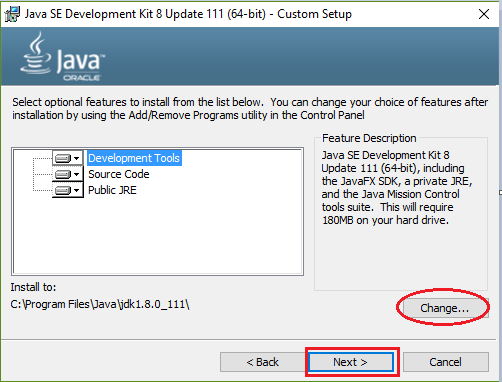 Java SE Development Kit 8 Update 111 (64-bit) - Custom Setup
Java
ORACLE
Select optional features to install from the list below.  You can change your choice of features after
installation by using the Add/Remove Programs utility in the Control Panel
Development Tools
Source Code
Public JRE
Feature Description
Java SE Development Kit 8
Update 111 (64-bit), including
the JavaFX SDK, a private JRE,
and the Java Mission Control
tools suite.  This will require
180MB on your hard drive.
Install to:
C:\Program Files\Java\jdk1.8.0_111\
Change...
< Back
Next >
Cancel